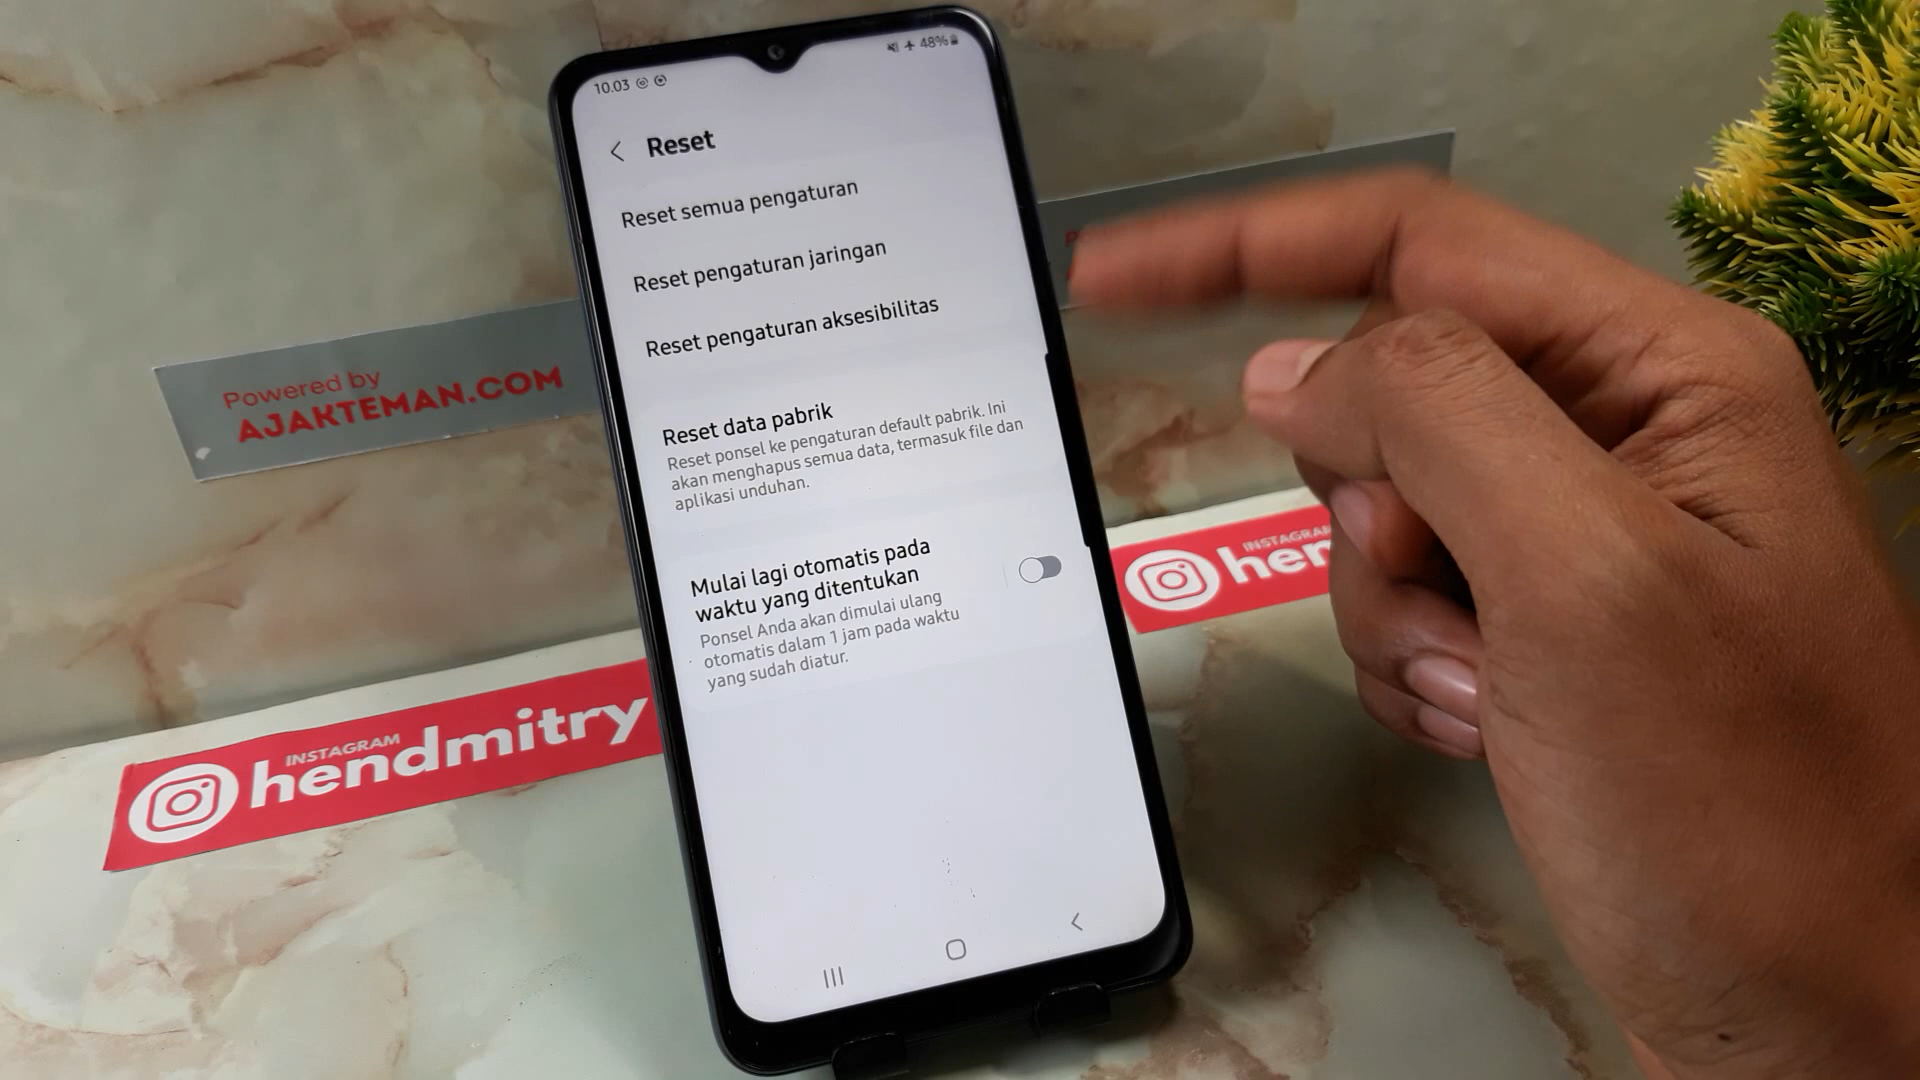 10.03
48%
Reset
Reset semua pengaturan
Reset pengaturan jaringan
Reset pengaturan aksesibilitas
Reset data pabrik
Reset ponsel ke pengaturan default pabrik. Ini
akan menghapus semua data, termasuk file dan
aplikasi unduhan.
Mulai lagi otomatis pada
waktu yang ditentukan
Ponsel Anda akan dimulai ulang
otomatis dalam 1 jam pada waktu
yang sudah diatur.
Powered by
AJAKTEMAN.COM
INSTAGRAM
hendmitry
INSTAGRAM
hen